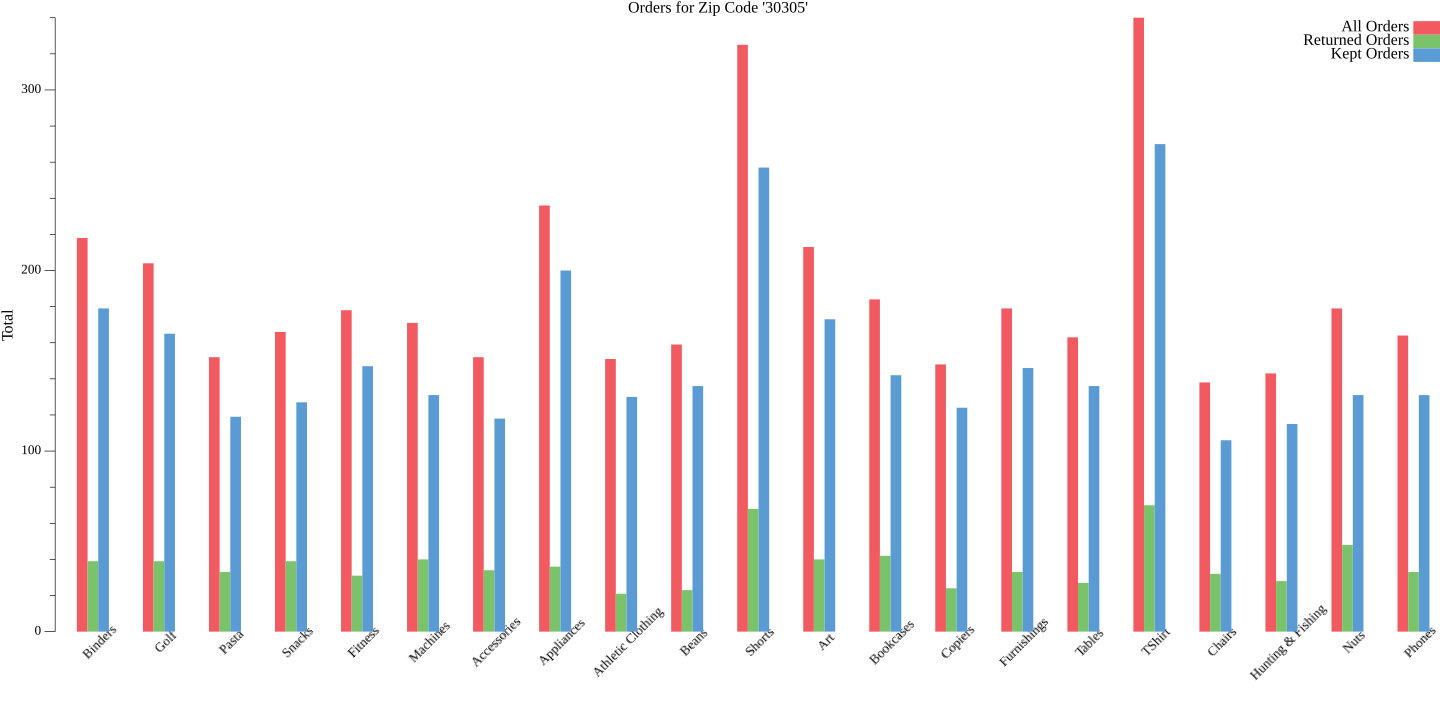 Orders for Zip Code '30305'
All Orders
Returned Orders
Kept Orders
Total
300
200
100
0
Binders
Golf
Pasta
Snacks
Fitness
Machines
Accessories
Appliances
Athletic Clothing
Beans
Shorts
Art
Bookcases
Copiers
Furnishings
Tables
TShirt
Chairs
Hunting & Fishing
Nuts
Phones